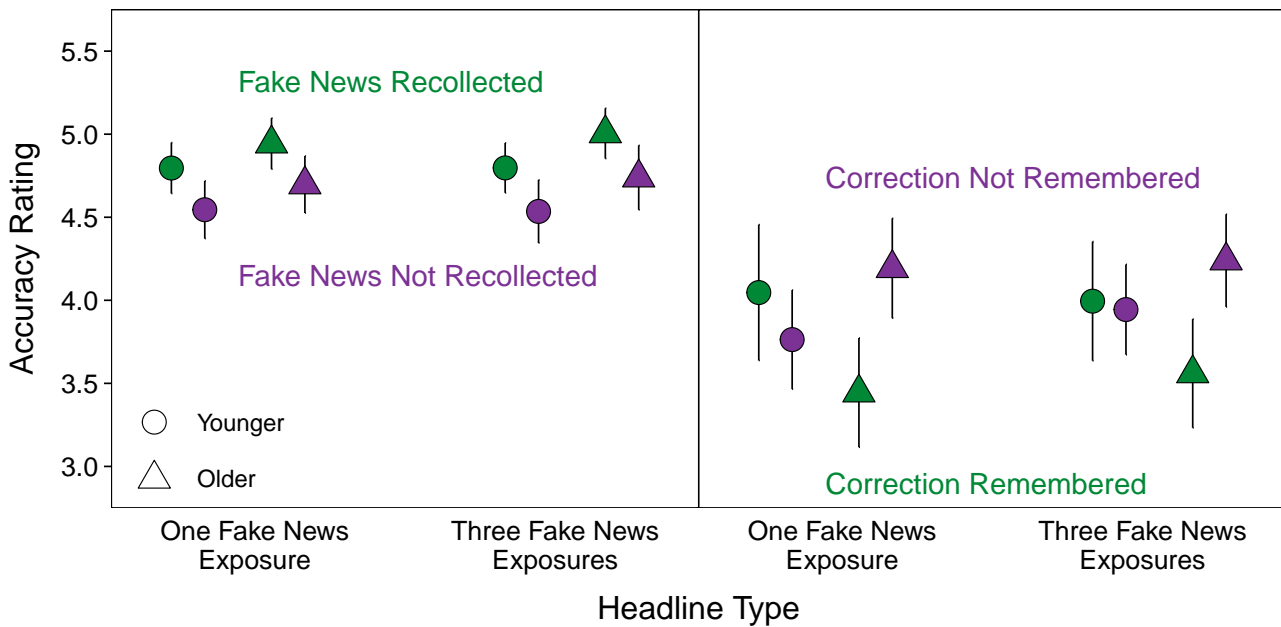 Accuracy Rating
5.5
5.0
4.5
4.0
3.5
3.0
Fake News Recollected
Fake News Not Recollected
Younger
Older
Correction Not Remembered
Correction Remembered
One Fake News
Exposure
Three Fake News
Exposures
One Fake News
Exposure
Three Fake News
Exposures
Headline Type